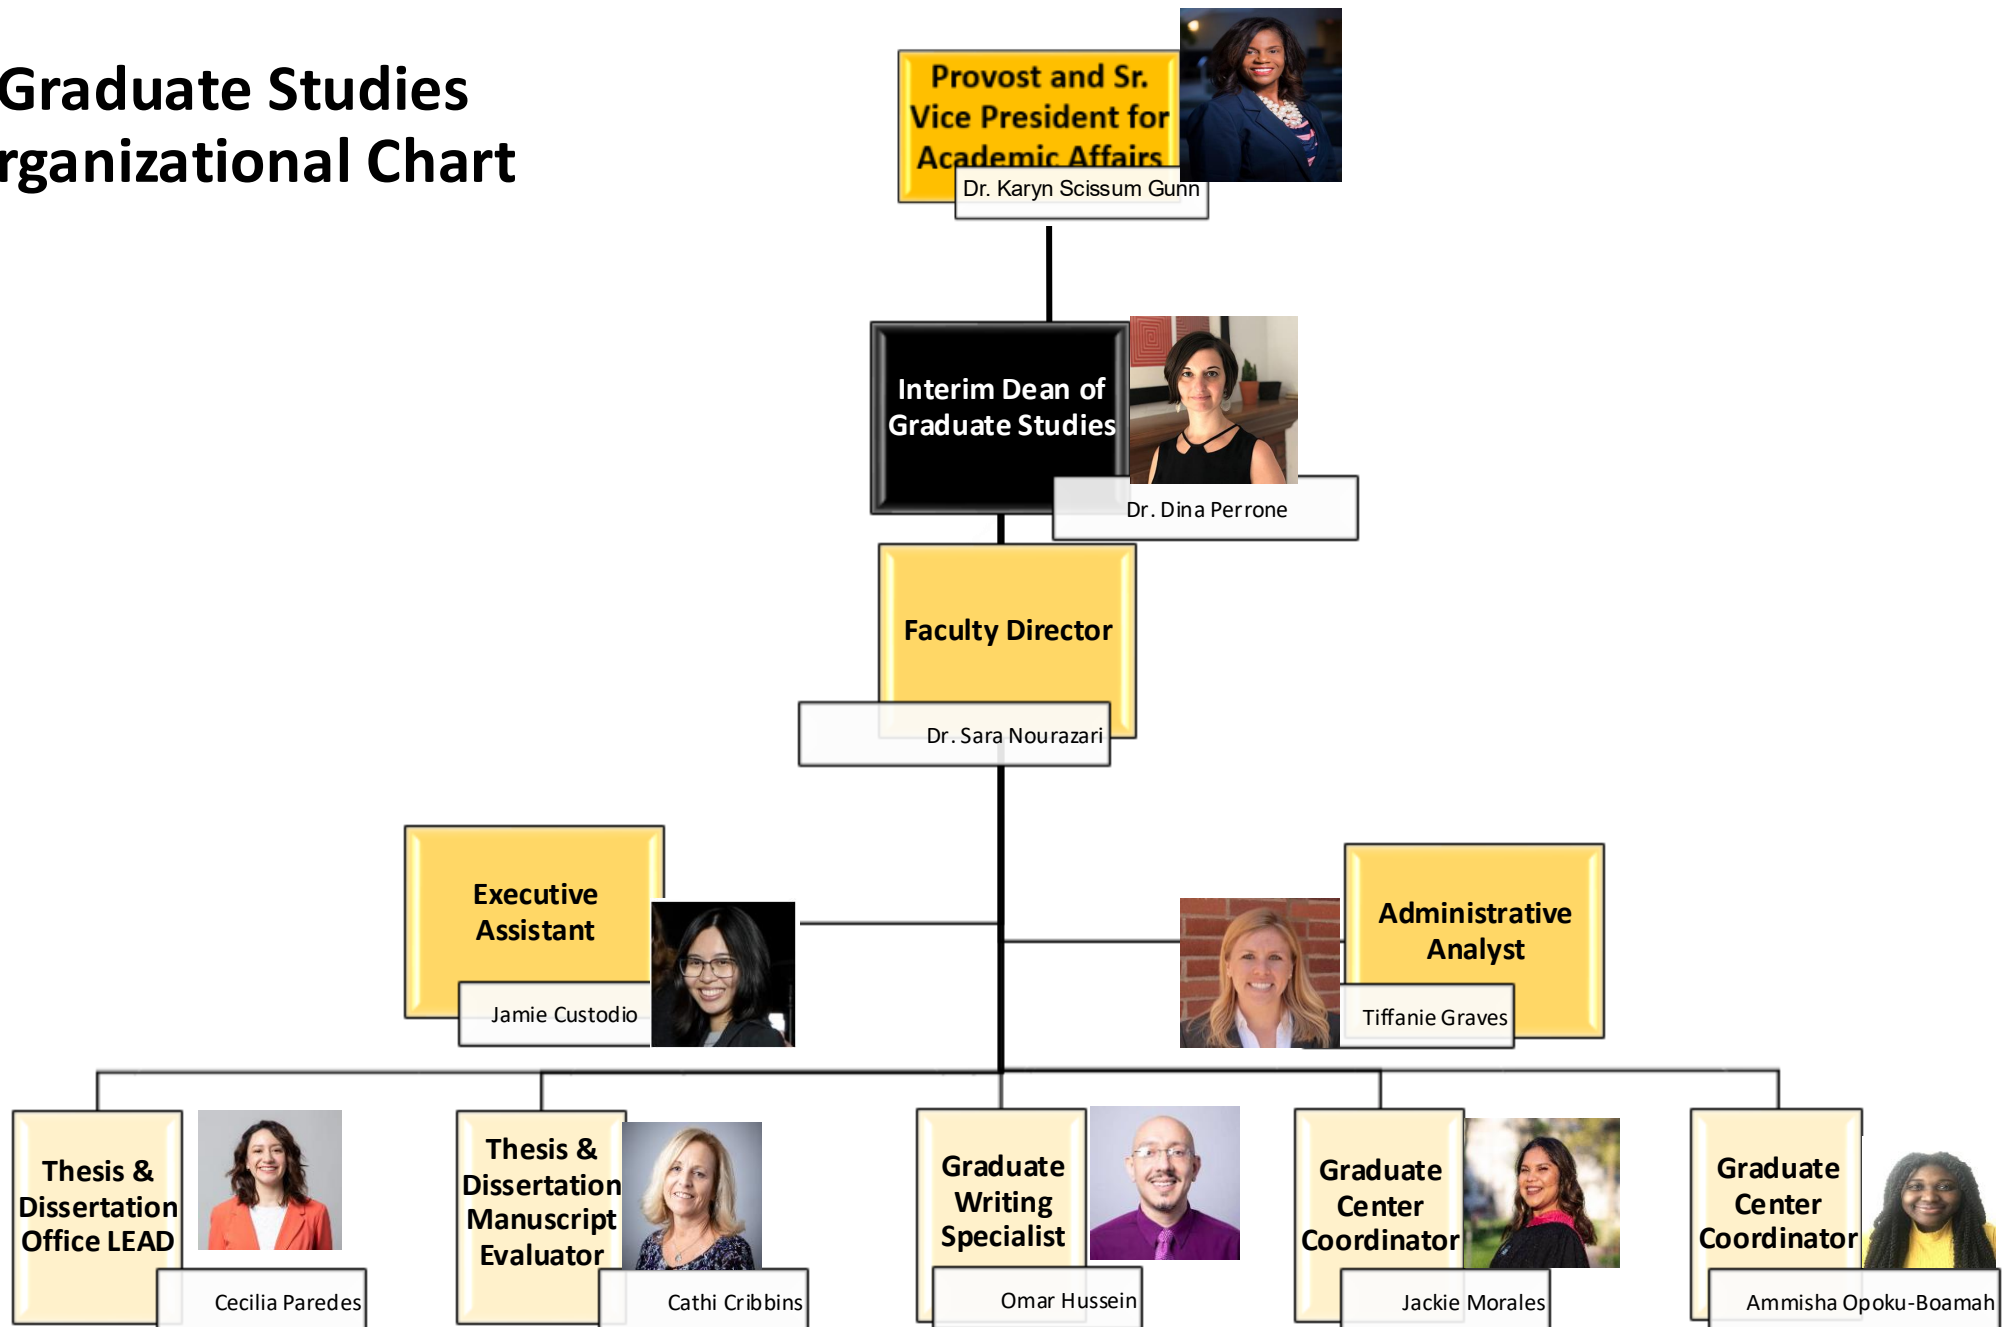 Graduate Studies
rganizational Chart
Provost and Sr.
Vice President for
Academic Affairs
Dr. Karyn Scissum Gunn
Interim Dean of
Graduate Studies
Dr. Dina Perrone
Faculty Director
Dr. Sara Nourazari
Executive
Assistant
Jamie Custodio
Administrative
Analyst
Tiffanie Graves
Thesis &
Dissertation
Office LEAD
Cecilia Paredes
Thesis &
Dissertation
Manuscript
Evaluator
Cathi Cribbins
Graduate
Writing
Specialist
Omar Hussein
Graduate
Center
Coordinator
Jackie Morales
Graduate
Center
Coordinator
Ammisha Opoku-Boamah